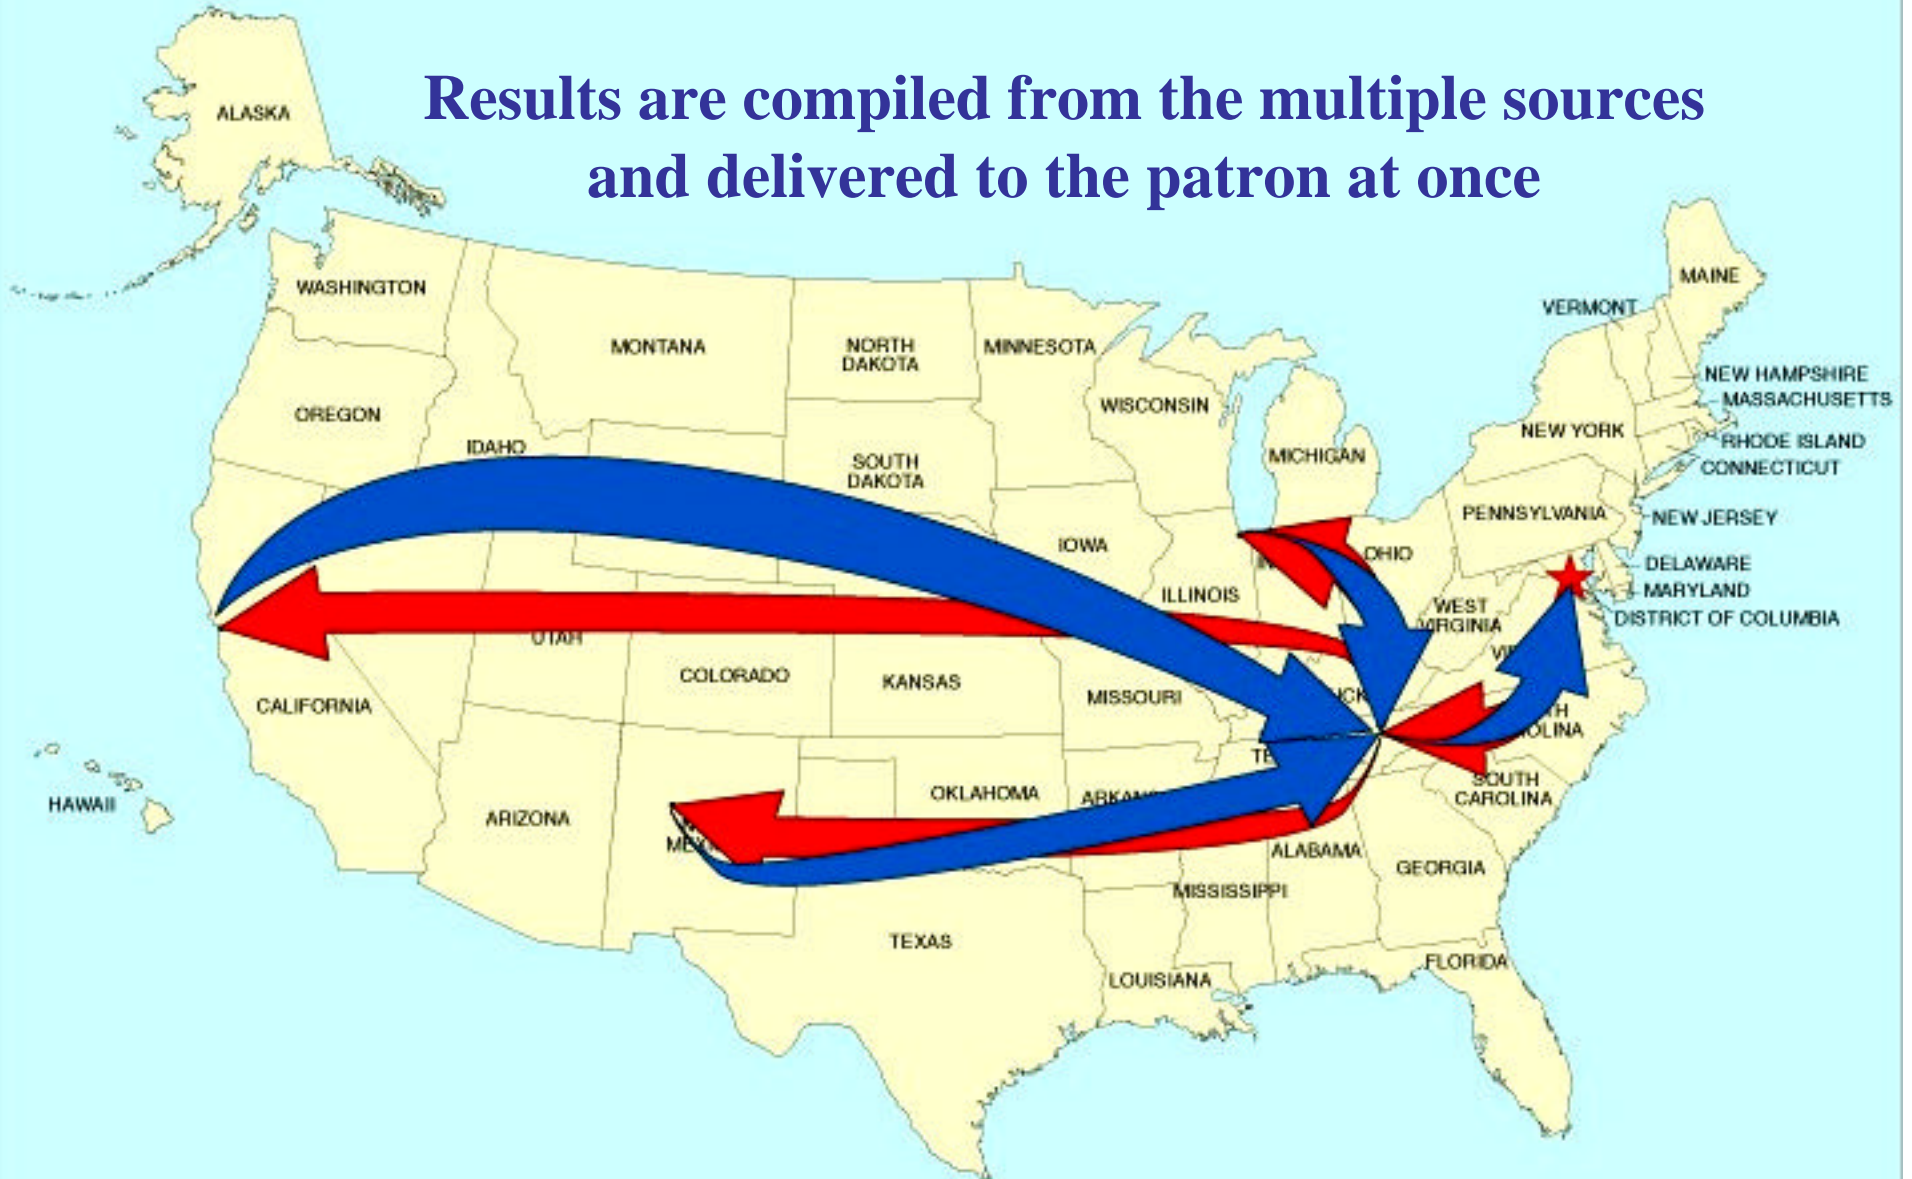 Results are compiled from the multiple sources
and delivered to the patron at once
ALASKA
WASHINGTON
MAINE
VERMONT
MONTANA
NORTH
DAKOTA
MINNESOTA
NEW HAMPSHIRE
MASSACHUSETTS
WISCONSIN
OREGON
NEW YORK
RHODE ISLAND
IDAHO
MICHIGAN
CONNECTICUT
SOUTH
DAKOTA
PENNSYLVANIA
NEW JERSEY
IOWA
OHIO
DELAWARE
MARYLAND
ILLINOIS
WEST
VIRGINIA
DISTRICT OF COLUMBIA
UTAH
COLORADO
KANSAS
MISSOURI
CALIFORNIA
OKLAHOMA
SOUTH
CAROLINA
HAWAII
ARIZONA
ALABAMA
GEORGIA
MISSISSIPPI
TEXAS
FLORIDA
LOUISIANA